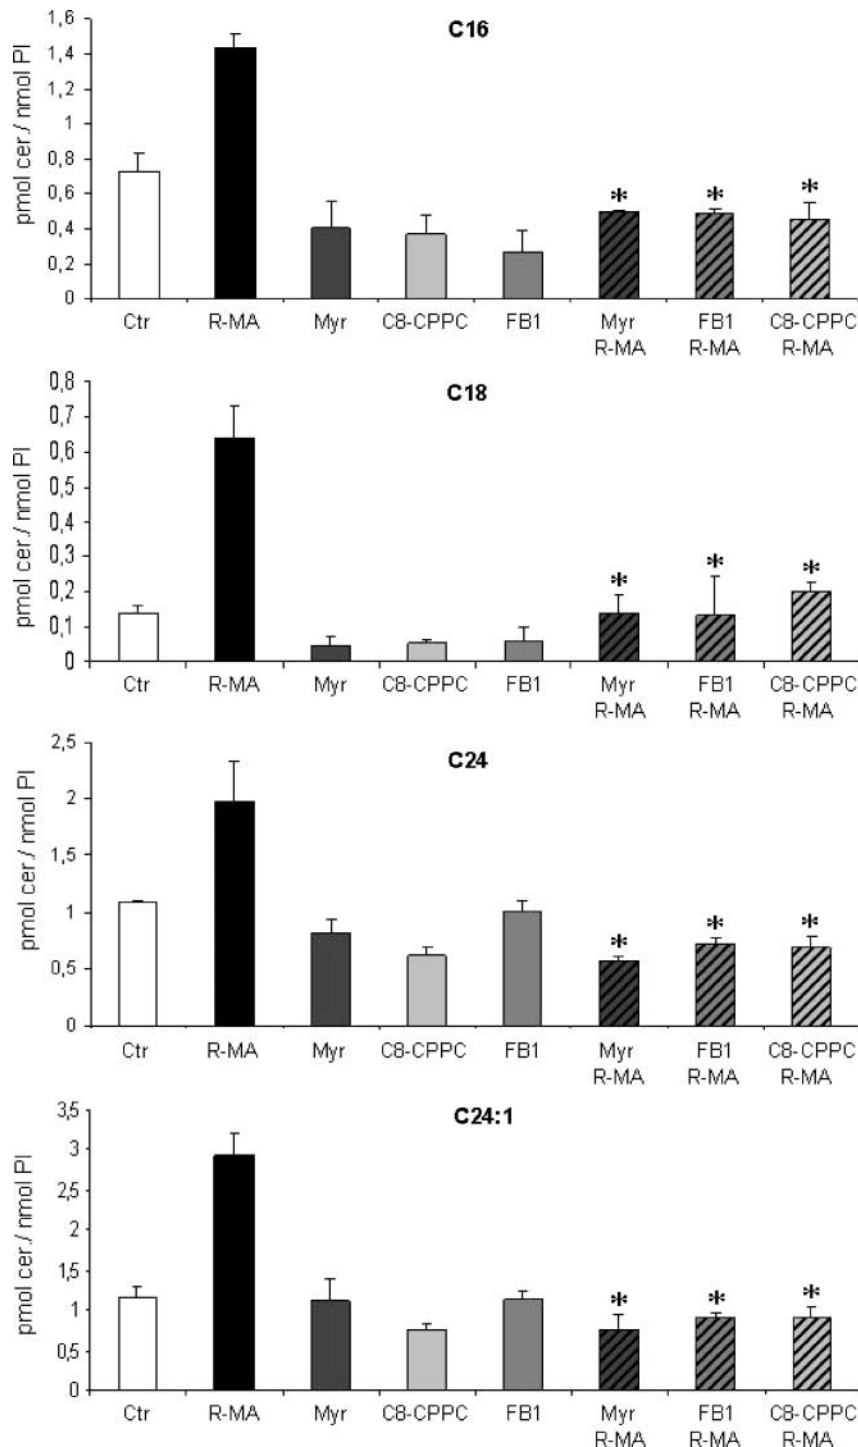 C16
pmol cer./ nmol PI
1,6
1,4
1,2
1
0,8
0,6
0,4
0,2
0
* * *
Ctr R-MA Myr C8-CPPC FB1 Myr FB1 C8-CPPC
R-MA R-MA R-MA
C18
pmol cer./ nmol PI
0,8
0,7
0,6
0,5
0,4
0,3
0,2
0,1
0
* * *
Ctr R-MA Myr C8-CPPC FB1 Myr FB1 C8-CPPC
R-MA R-MA R-MA
C24
pmol cer./ nmol PI
2,5
2
1,5
1
0,5
0
* * *
Ctr R-MA Myr C8-CPPC FB1 Myr FB1 C8-CPPC
R-MA R-MA R-MA
C24:1
pmol cer./ nmol PI
3,5
3
2,5
2
1,5
1
0,5
0
* * *
Ctr R-MA Myr C8-CPPC FB1 Myr FB1 C8-CPPC
R-MA R-MA R-MA